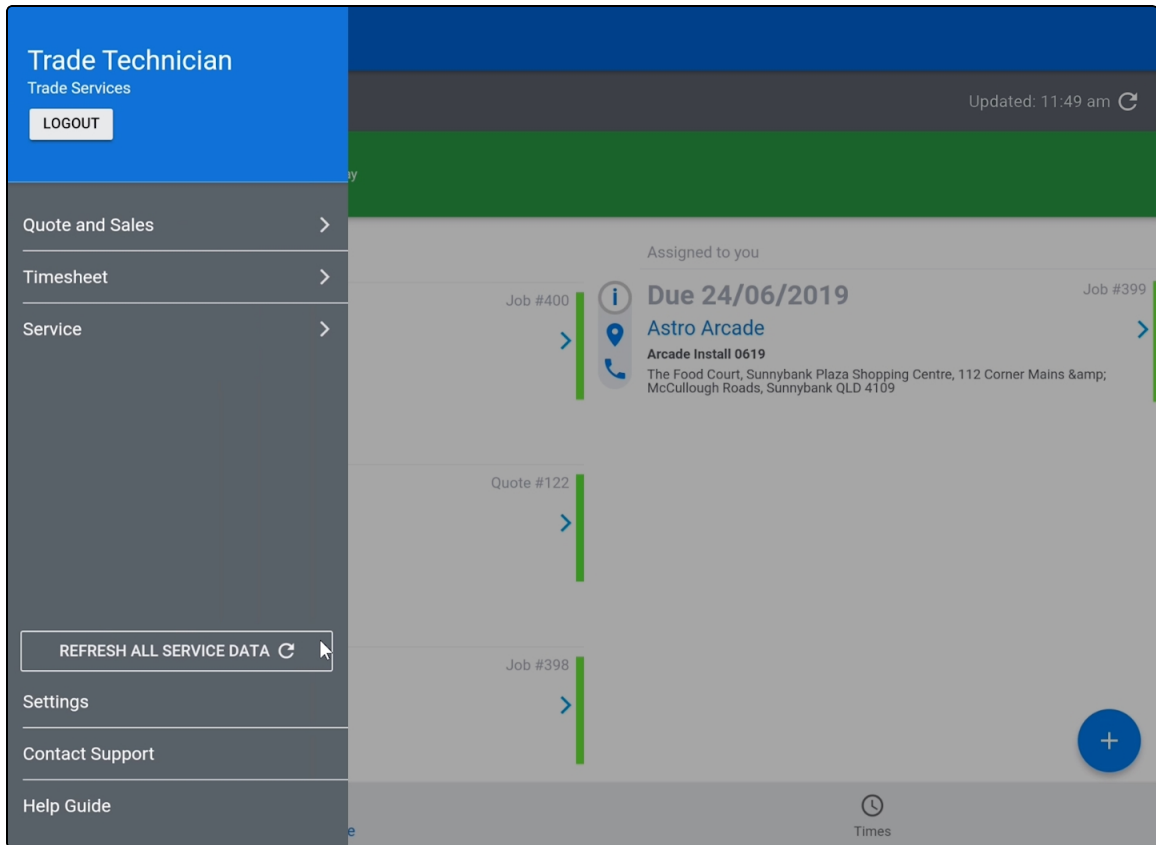 Trade Technician
Trade Services
LOGOUT
Quote and Sales
Timesheet
Service
REFRESH ALL SERVICE DATA
Settings
Contact Support
Help Guide
Updated: 11:49 am
Job #400
Quote #122
Job #398
Assigned to you
Due 24/06/2019
Job #399
Astro Arcade
Arcade Install 0619
The Food Court, Sunnybank Plaza Shopping Centre, 112 Corner Mains &amp;
McCullough Roads, Sunnybank QLD 4109
Times